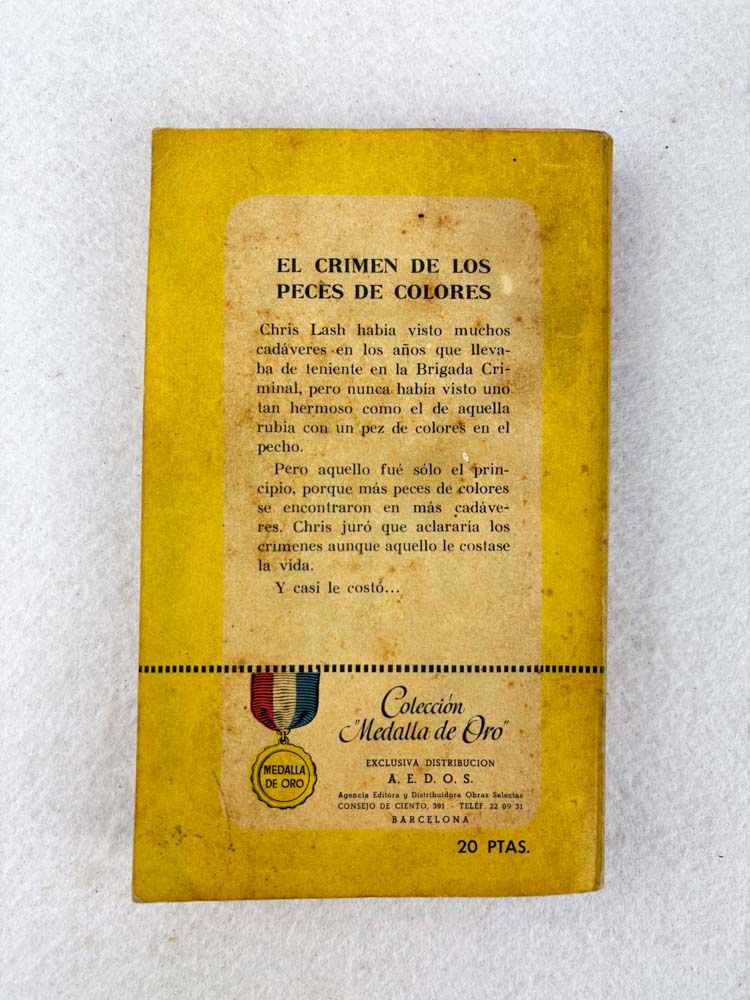 EL CRIMEN DE LOS
PECES DE COLORES
Chris Lash había visto muchos
cadáveres en los años que lleva-
ba de teniente en la Brigada Cri-
minal, pero nunca había visto uno
tan hermoso como el de aquella
rubia con un pez de colores en el
pecho.
Pero aquello fué sólo el prin-
cipio, porque más peces de colores
se encontraron en más cadáve-
res. Chris juró que aclararía los
crímenes aunque aquello le costase
la vida.
Y casi le costó...
Colección
"Medalla de Oro"
MEDALLA
DE ORO
EXCLUSIVA DISTRIBUCION
A. E. D. O. S.
Agencia Editora y Distribuidora Obras Selectas
CONSEJO DE CIENTO, 391 - TELÉF. 22 09 31
BARCELONA
20 PTAS.